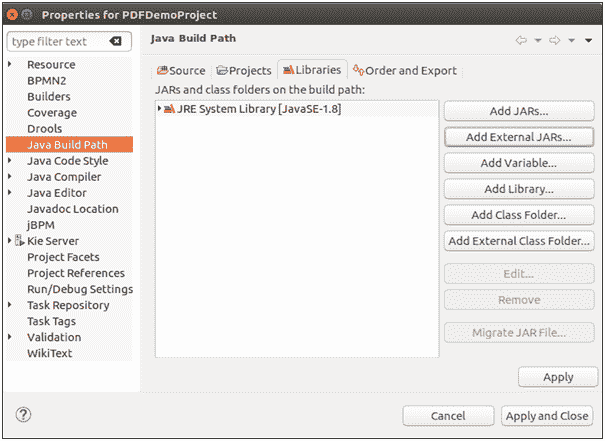 Properties for PDFDemoProject
type filter text
Java Build Path
Resource
BPMN2
Builders
Coverage
Drools
Java Build Path
Java Code Style
Java Compiler
Java Editor
Javadoc Location
jBPM
Kie Server
Project Facets
Project References
Run/Debug Settings
Task Repository
Task Tags
Validation
WikiText
Source Projects Libraries Order and Export
JARs and class folders on the build path:
JRE System Library [JavaSE-1.8]
Add JARs...
Add External JARs...
Add Variable...
Add Library...
Add Class Folder...
Add External Class Folder...
Edit...
Remove
Migrate JAR File...
Apply
Cancel Apply and Close